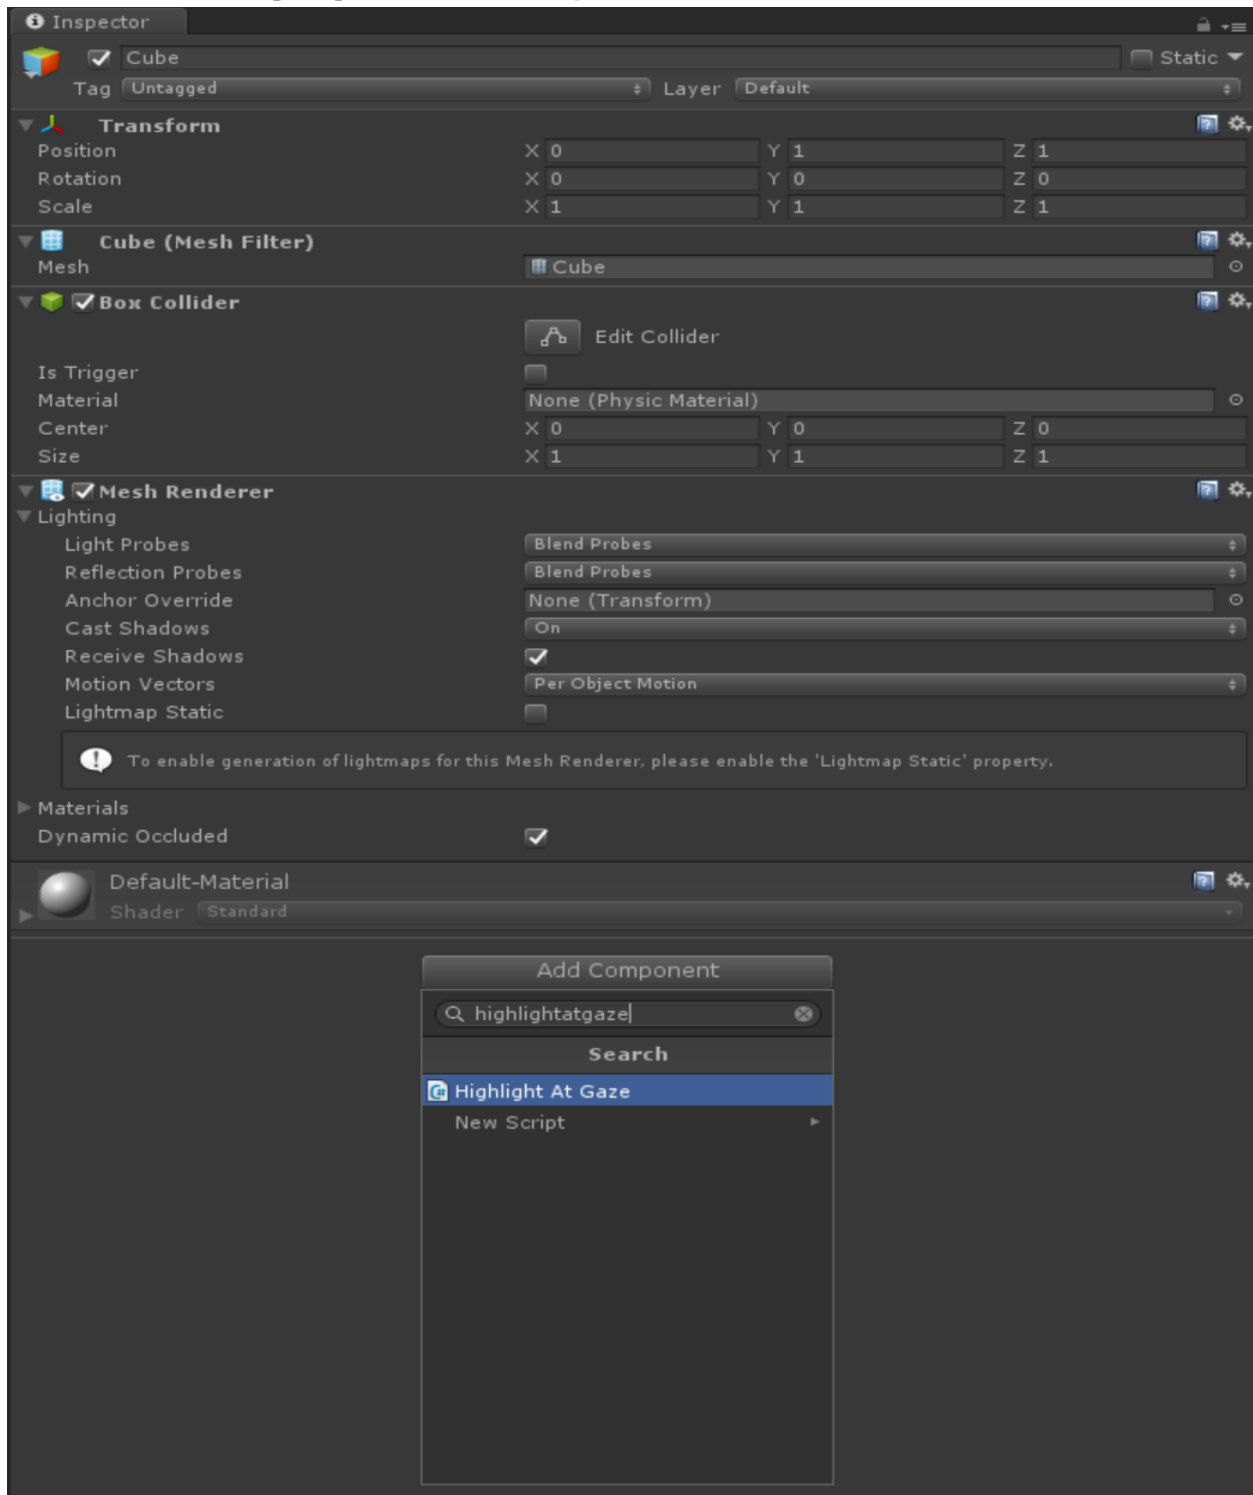 Inspector
Cube Static
Tag Untagged Layer Default
Transform
Position X 0 Y 1 Z 1
Rotation X 0 Y 0 Z 0
Scale X 1 Y 1 Z 1
Cube (Mesh Filter)
Mesh Cube
Box Collider
Edit Collider
Is Trigger
Material None (Physic Material)
Center X 0 Y 0 Z 0
Size X 1 Y 1 Z 1
Mesh Renderer
Lighting
Light Probes Blend Probes
Reflection Probes Blend Probes
Anchor Override None (Transform)
Cast Shadows On
Receive Shadows
Motion Vectors Per Object Motion
Lightmap Static
To enable generation of lightmaps for this Mesh Renderer, please enable the 'Lightmap Static' property.
Materials
Dynamic Occluded
Default-Material
Shader Standard
Add Component
highlightatgaze
Search
Highlight At Gaze
New Script